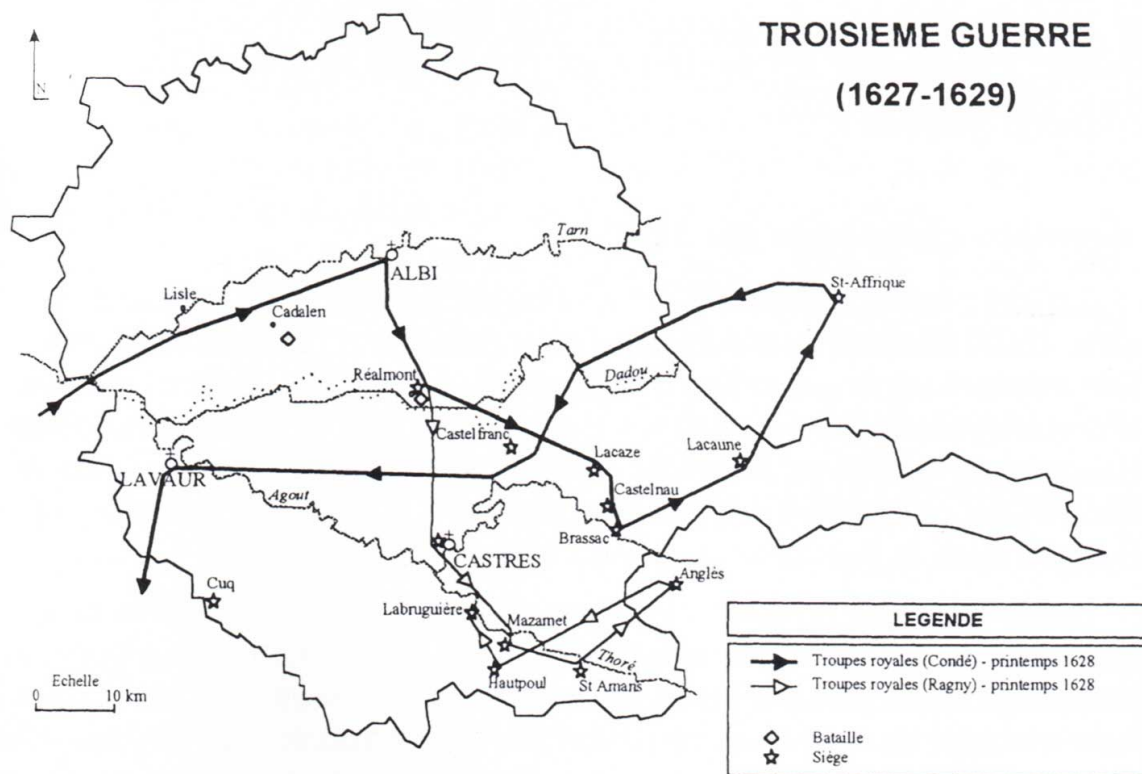 TROISIEME GUERRE
(1627-1629)
N
Tarn
ALBI
St-Affrique
Lisle
Cadalen
Réalmont
Dadou
Castelfranc
Lacaze
Lacaune
LAVAUR
Castelnau
Agout
Brassac
CASTRES
Anglès
Cuq
Labruguière
Mazamet
Thoré
Hautpoul
St Amans
Echelle
0 10 km
LEGENDE
Troupes royales (Condé) - printemps 1628
Troupes royales (Ragny) - printemps 1628
Bataille
Siège